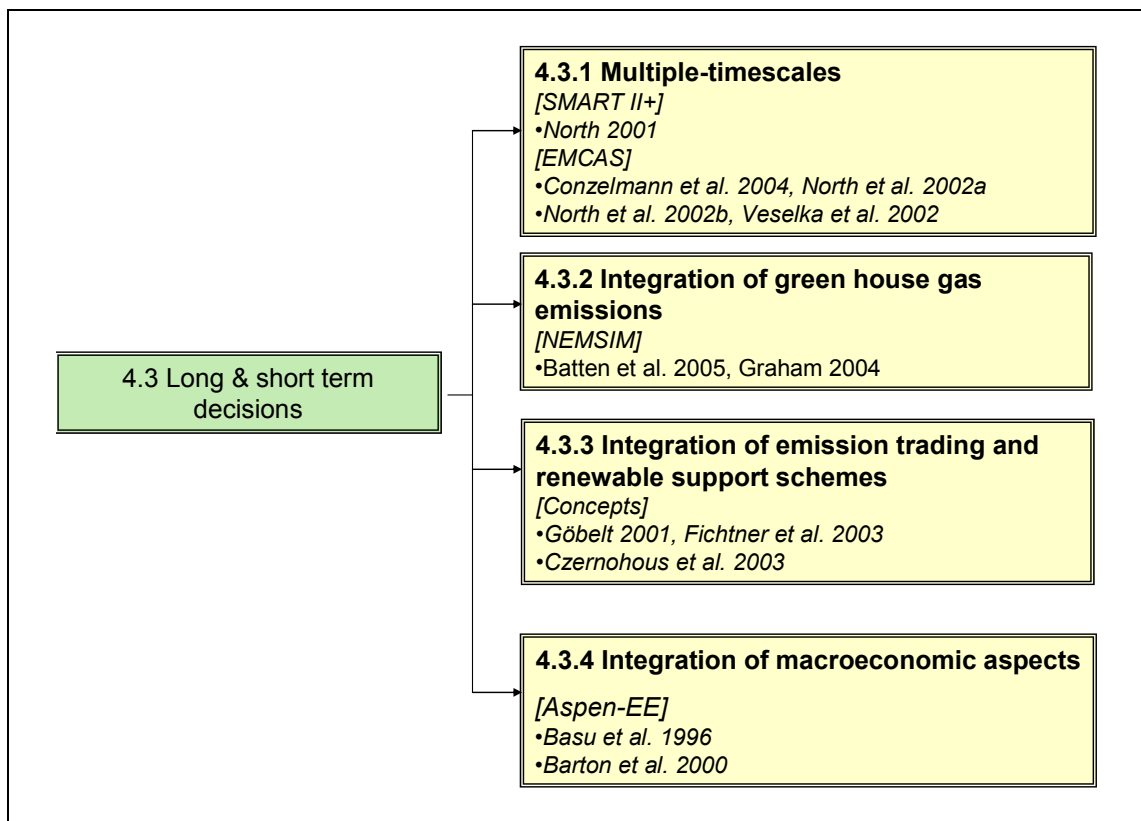 4.3 Long & short term
decisions
4.3.1 Multiple-timescales
[SMART II+]
•North 2001
[EMCAS]
•Conzelmann et al. 2004, North et al. 2002a
•North et al. 2002b, Veselka et al. 2002
4.3.2 Integration of green house gas
emissions
[NEMSIM]
•Batten et al. 2005, Graham 2004
4.3.3 Integration of emission trading and
renewable support schemes
[Concepts]
•Göbelt 2001, Fichtner et al. 2003
•Czernohous et al. 2003
4.3.4 Integration of macroeconomic aspects
[Aspen-EE]
•Basu et al. 1996
•Barton et al. 2000